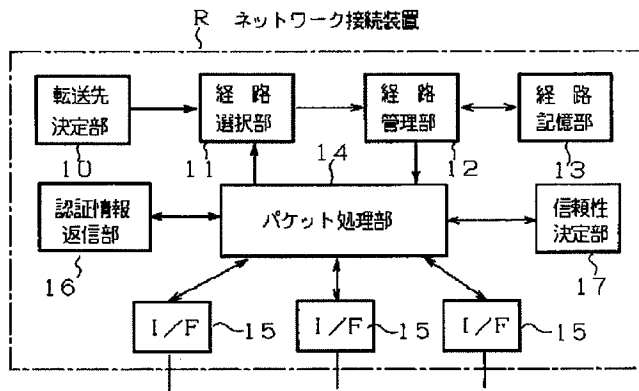 R ネットワーク接続装置
転送先
決定部
10
経 路
選択部
11
経 路
管理部
12
経 路
記憶部
13
14
認証情報
返信部
16
パケット処理部
信頼性
決定部
17
I/F
15
I/F
15
I/F
15